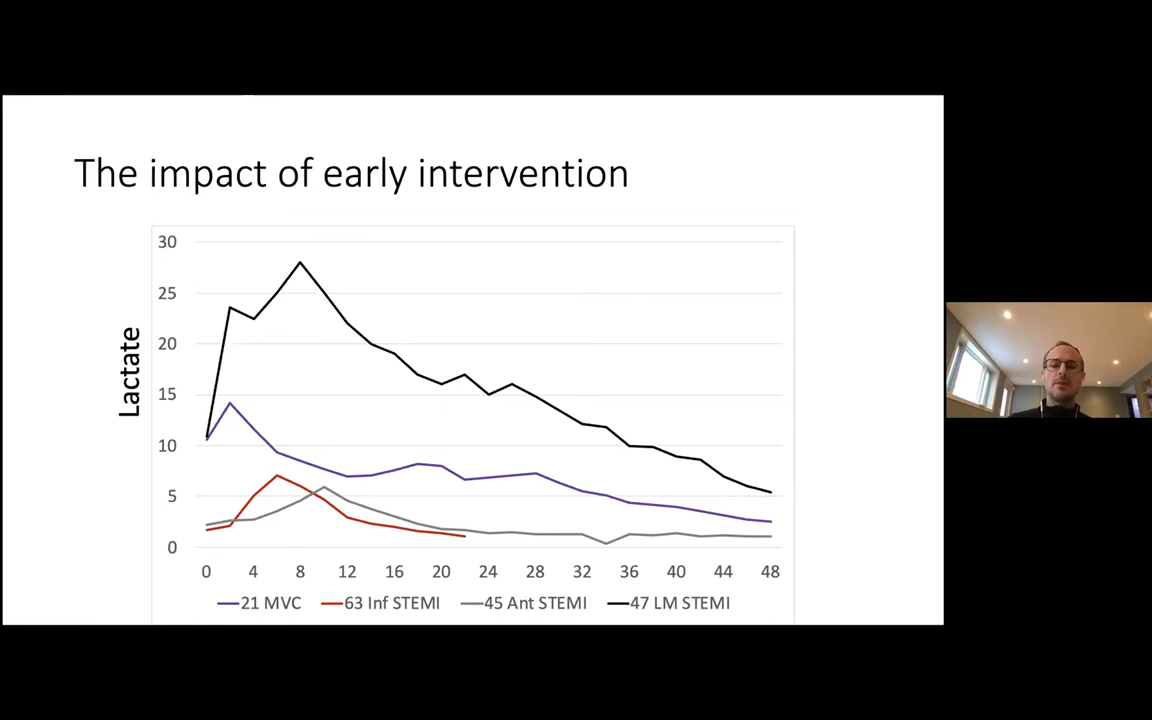 The impact of early intervention
Lactate
30
25
20
15
10
5
0
0 4 8 12 16 20 24 28 32 36 40 44 48
21 MVC 63 Inf STEMI 45 Ant STEMI 47 LM STEMI